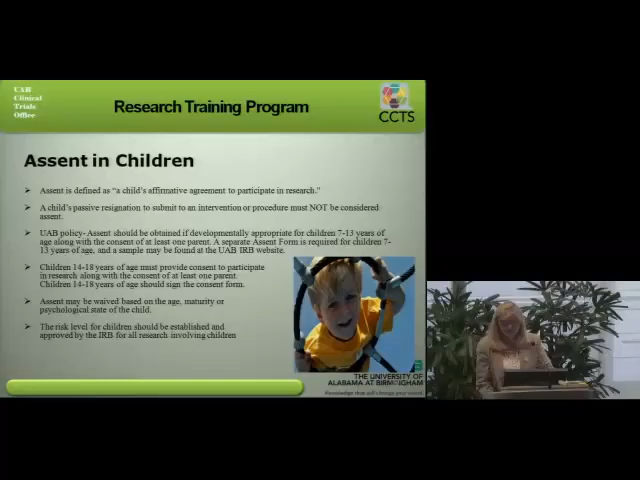 UAB
Clinical
Trials
Office
Research Training Program
CCTS
Assent in Children
Assent is defined as "a child's affirmative agreement to participate in research."
A child's passive resignation to submit to an intervention or procedure must NOT be considered
assent.
UAB policy- Assent should be obtained if developmentally appropriate for children 7-13 years of
age along with the consent of at least one parent. A separate Assent Form is required for children 7-
13 years of age, and a sample may be found at the UAB IRB website.
Children 14-18 years of age must provide consent to participate
in research along with the consent of at least one parent.
Children 14-18 years of age should sign the consent form.
Assent may be waived based on the age, maturity or
psychological state of the child.
The risk level for children should be established and
approved by the IRB for all research involving children
THE UNIVERSITY OF
ALABAMA AT BIRMINGHAM
Knowledge that will change your world